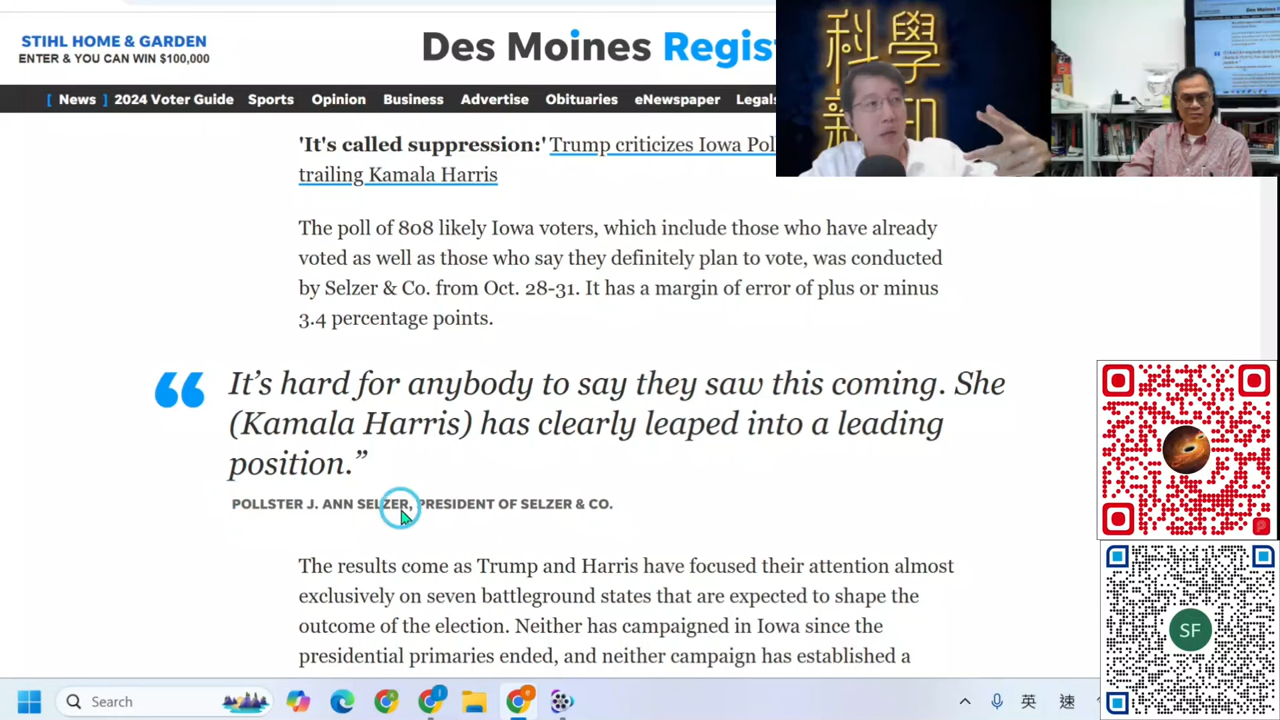 STIHL HOME & GARDEN
ENTER & YOU CAN WIN $100,000
Des Moines Regis
[ News ] 2024 Voter Guide Sports Opinion Business Advertise Obituaries eNewspaper Legals
'It's called suppression:' Trump criticizes Iowa Pol
trailing Kamala Harris
The poll of 808 likely Iowa voters, which include those who have already
voted as well as those who say they definitely plan to vote, was conducted
by Selzer & Co. from Oct. 28-31. It has a margin of error of plus or minus
3.4 percentage points.
“ It’s hard for anybody to say they saw this coming. She
(Kamala Harris) has clearly leaped into a leading
position.”
POLLSTER J. ANN SELZER, PRESIDENT OF SELZER & CO.
The results come as Trump and Harris have focused their attention almost
exclusively on seven battleground states that are expected to shape the
outcome of the election. Neither has campaigned in Iowa since the
presidential primaries ended, and neither campaign has established a
科學
新知
SF
Search
英
速